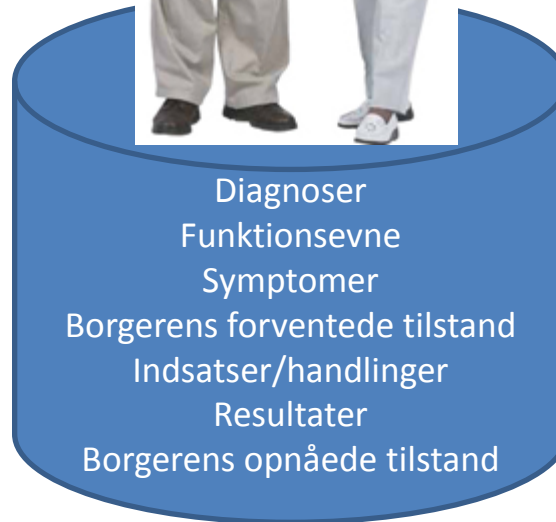 Diagnoser
Funktionsevne
Symptomer
Borgerens forventede tilstand
Indsatser/handlinger
Resultater
Borgerens opnåede tilstand